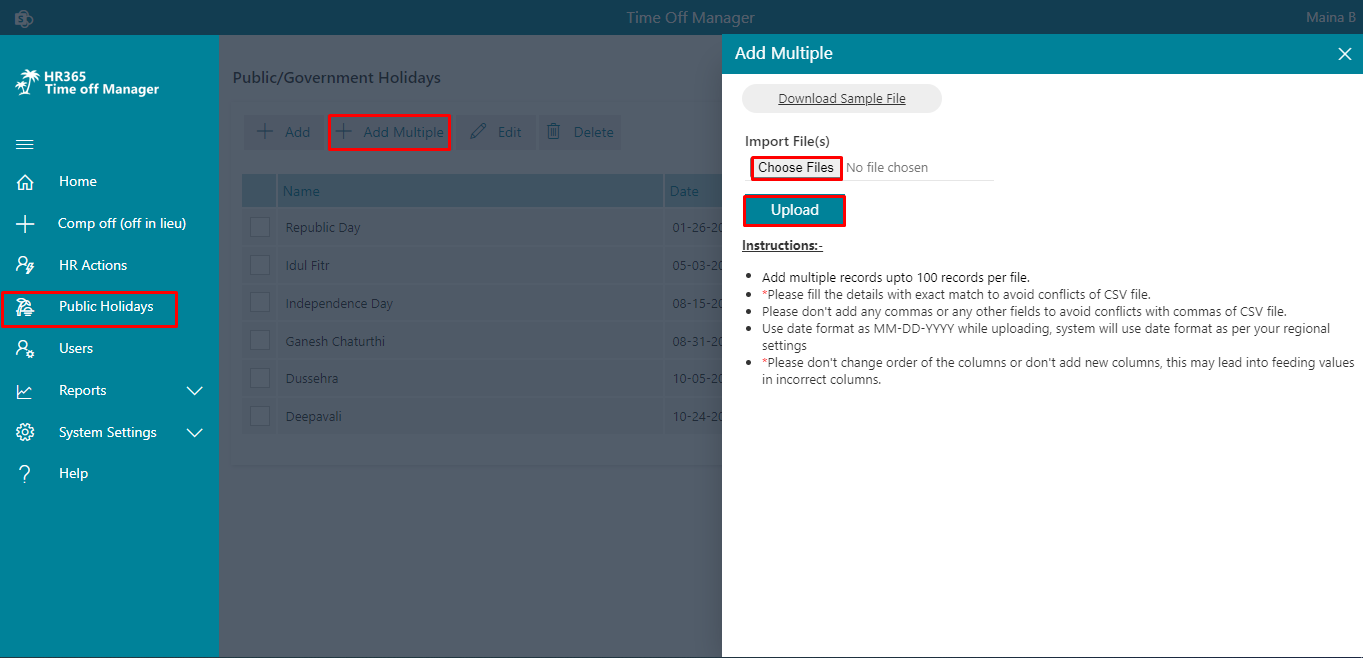 Time Off Manager
Maina B
HR365
Time off Manager
Home
Comp off (off in lieu)
HR Actions
Public Holidays
Users
Reports
System Settings
Help
Public/Government Holidays
Add
Add Multiple
Edit
Delete
Name Date
Republic Day 01-26-20
Idul Fitr 05-03-20
Independence Day 08-15-20
Ganesh Chaturthi 08-31-20
Dussehra 10-05-20
Deepavali 10-24-20
Add Multiple
Download Sample File
Import File(s)
Choose Files No file chosen
Upload
Instructions:-
Add multiple records upto 100 records per file.
*Please fill the details with exact match to avoid conflicts of CSV file.
Please don't add any commas or any other fields to avoid conflicts with commas of CSV file.
Use date format as MM-DD-YYYY while uploading, system will use date format as per your regional
settings
*Please don't change order of the columns or don't add new columns, this may lead into feeding values
in incorrect columns.